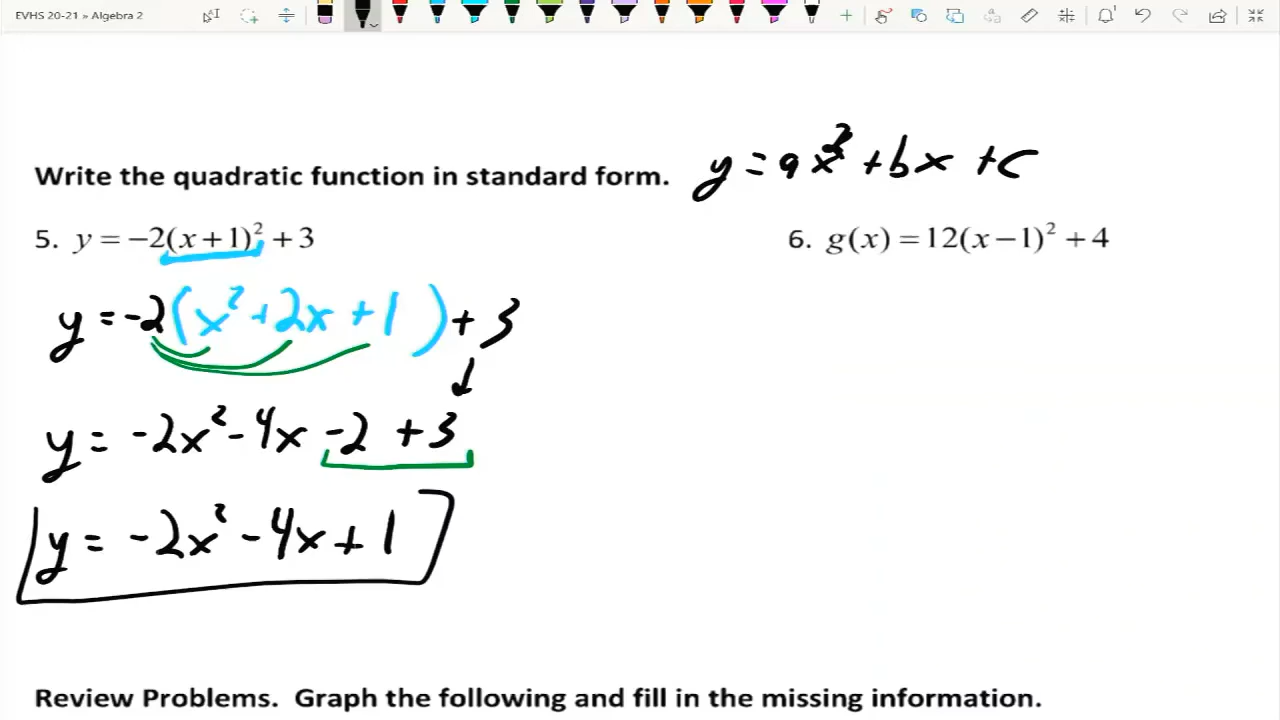 EVHS 20-21 » Algebra 2
Write the quadratic function in standard form. y = ax² + bx + c
5. y = −2(x + 1)² + 3
6. g(x) = 12(x − 1)² + 4
y = -2(x² + 2x + 1) + 3
y = -2x² - 4x - 2 + 3
y = -2x² - 4x + 1
Review Problems. Graph the following and fill in the missing information.